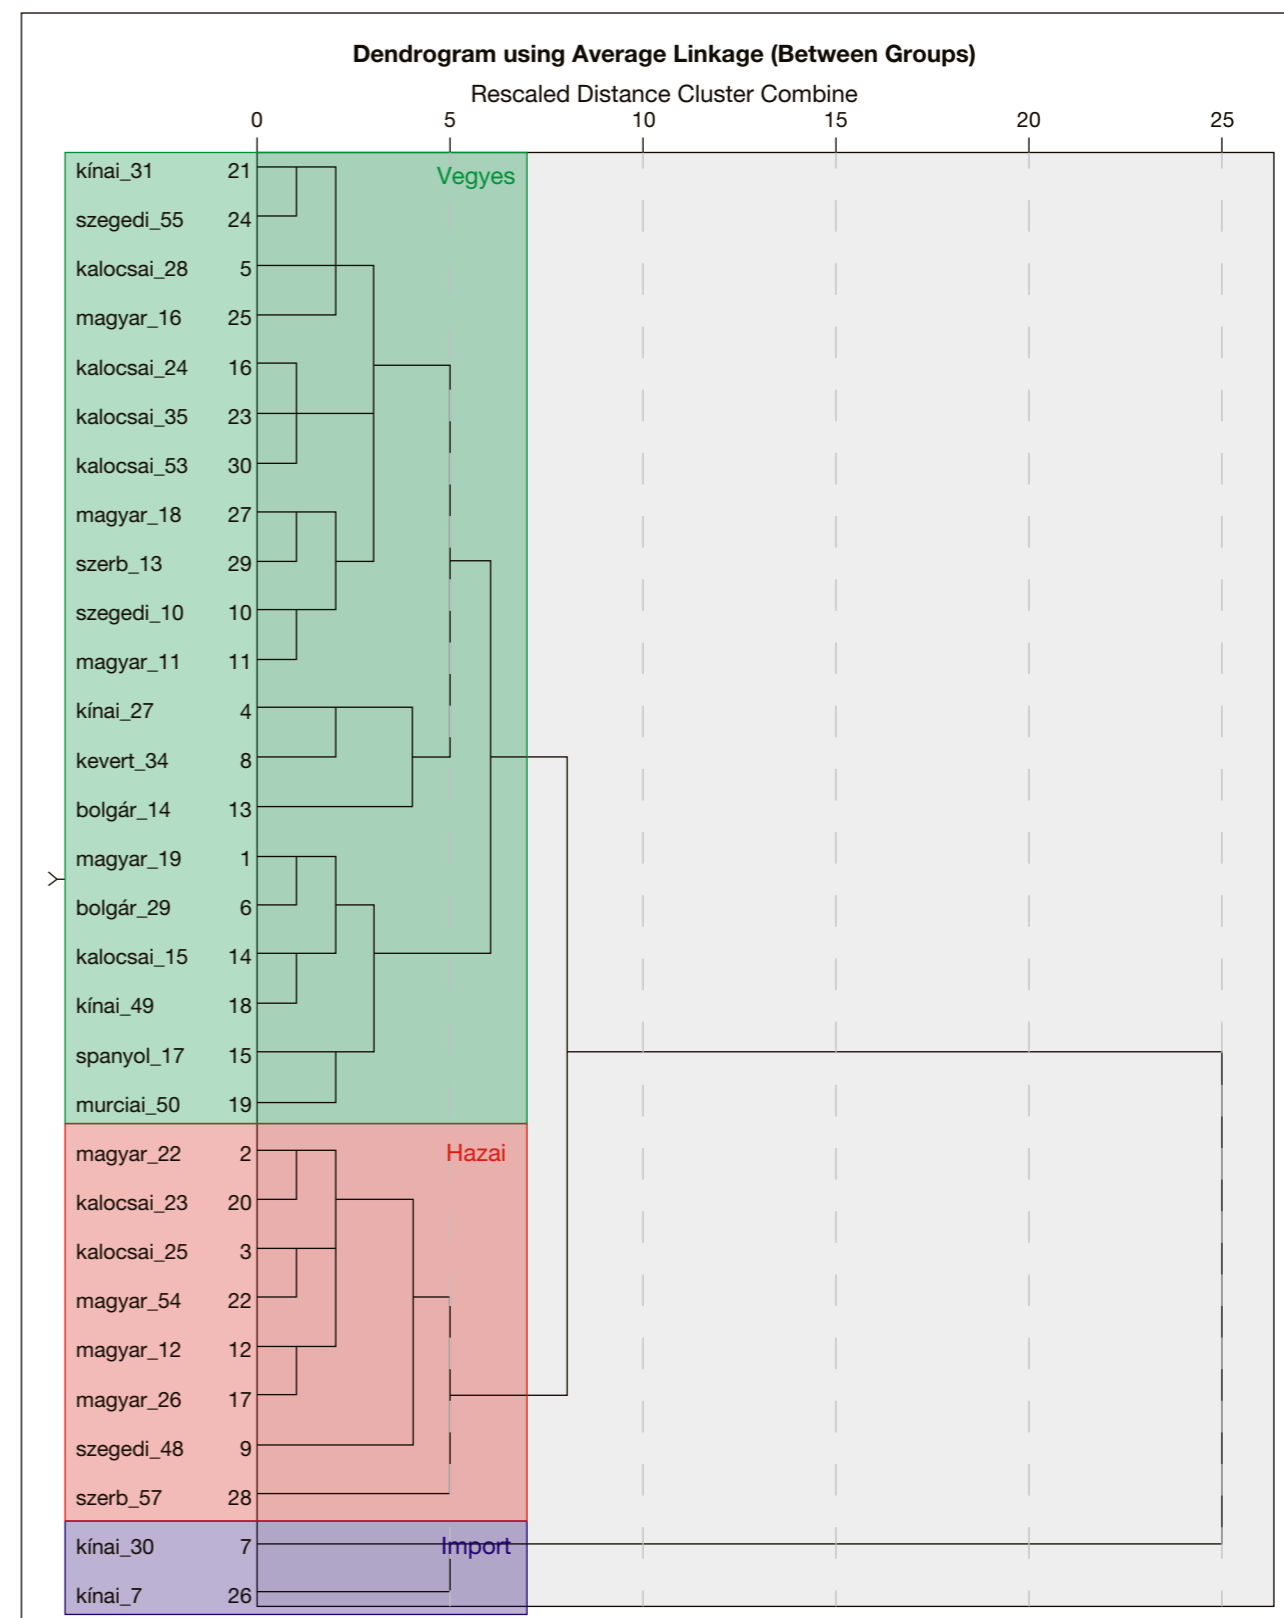 Dendrogram using Average Linkage (Between Groups)
Rescaled Distance Cluster Combine
0 5 10 15 20 25
kínai_31 21 Vegyes
szegedi_55 24
kalocsai_28 5
magyar_16 25
kalocsai_24 16
kalocsai_35 23
kalocsai_53 30
magyar_18 27
szerb_13 29
szegedi_10 10
magyar_11 11
kínai_27 4
kevert_34 8
bolgár_14 13
magyar_19 1
bolgár_29 6
kalocsai_15 14
kínai_49 18
spanyol_17 15
murciai_50 19
magyar_22 2 Hazai
kalocsai_23 20
kalocsai_25 3
magyar_54 22
magyar_12 12
magyar_26 17
szegedi_48 9
szerb_57 28
kínai_30 7 Import
kínai_7 26